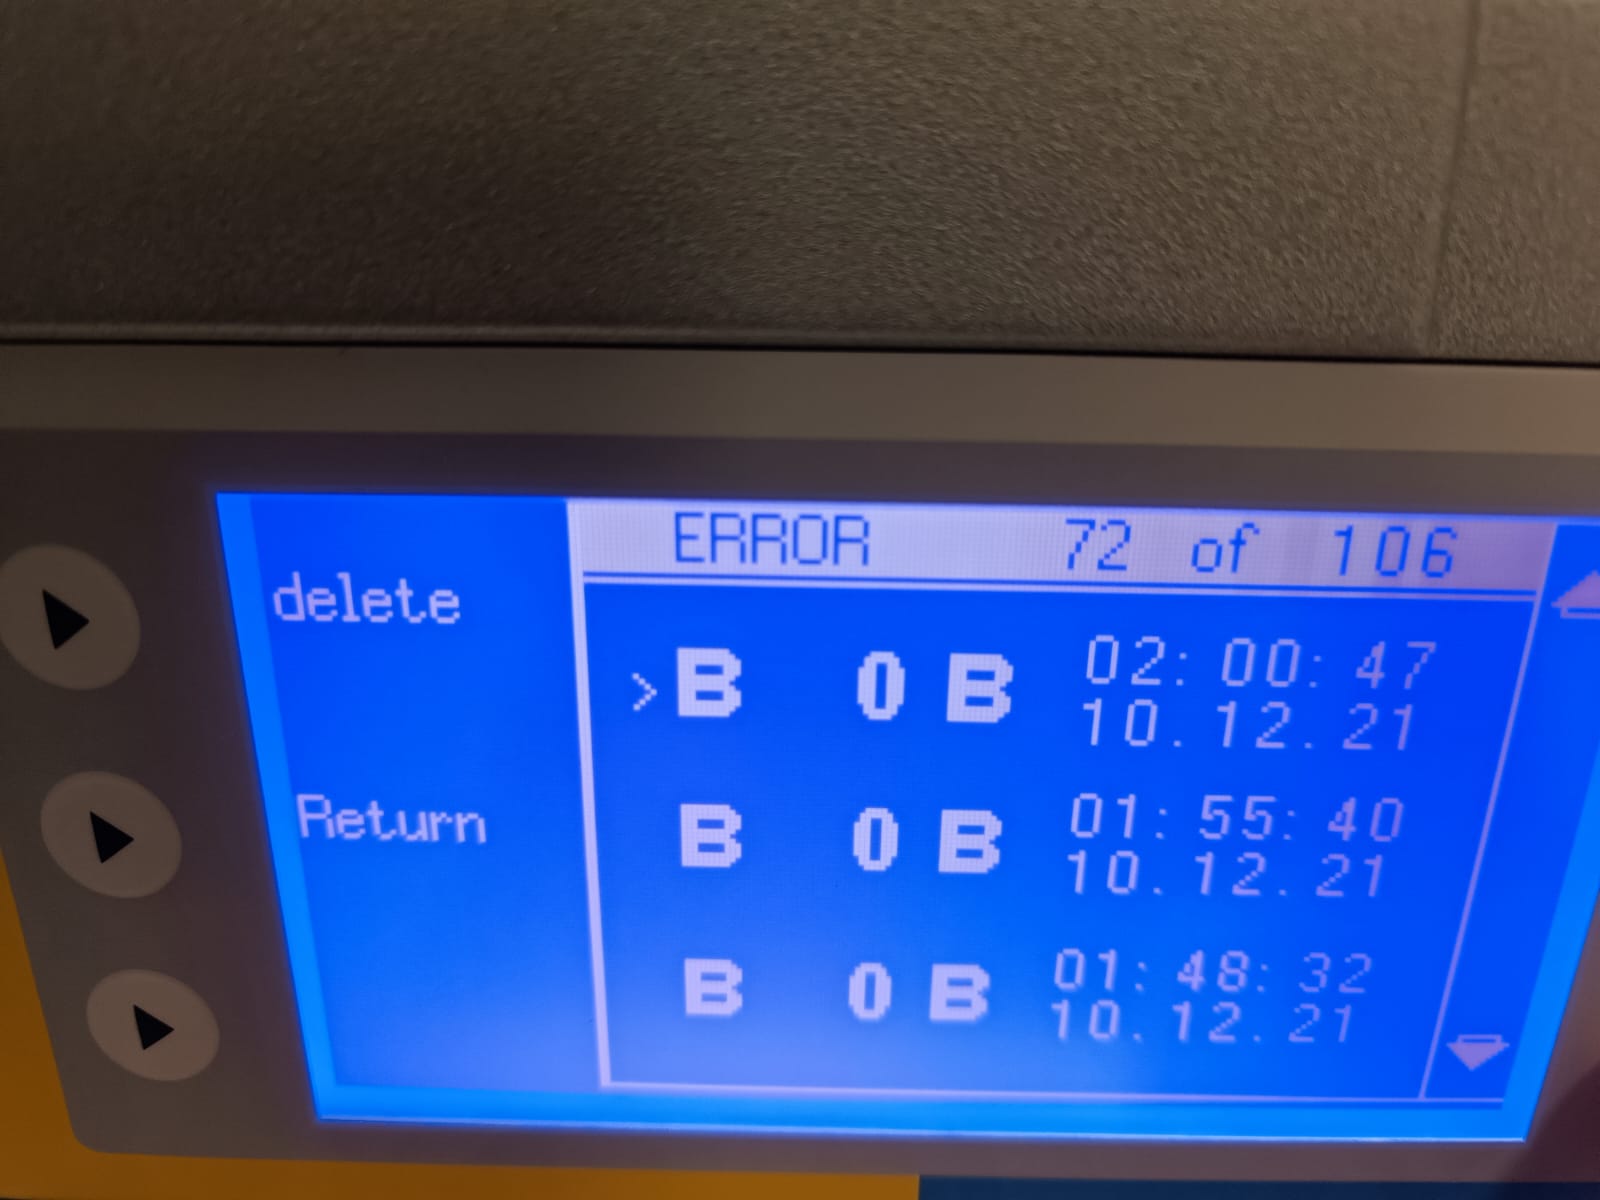 ERROR 72 of 106
delete
> B 0 B 02:00:47
10.12.21
Return
B 0 B 01:55:40
10.12.21
B 0 B 01:48:32
10.12.21